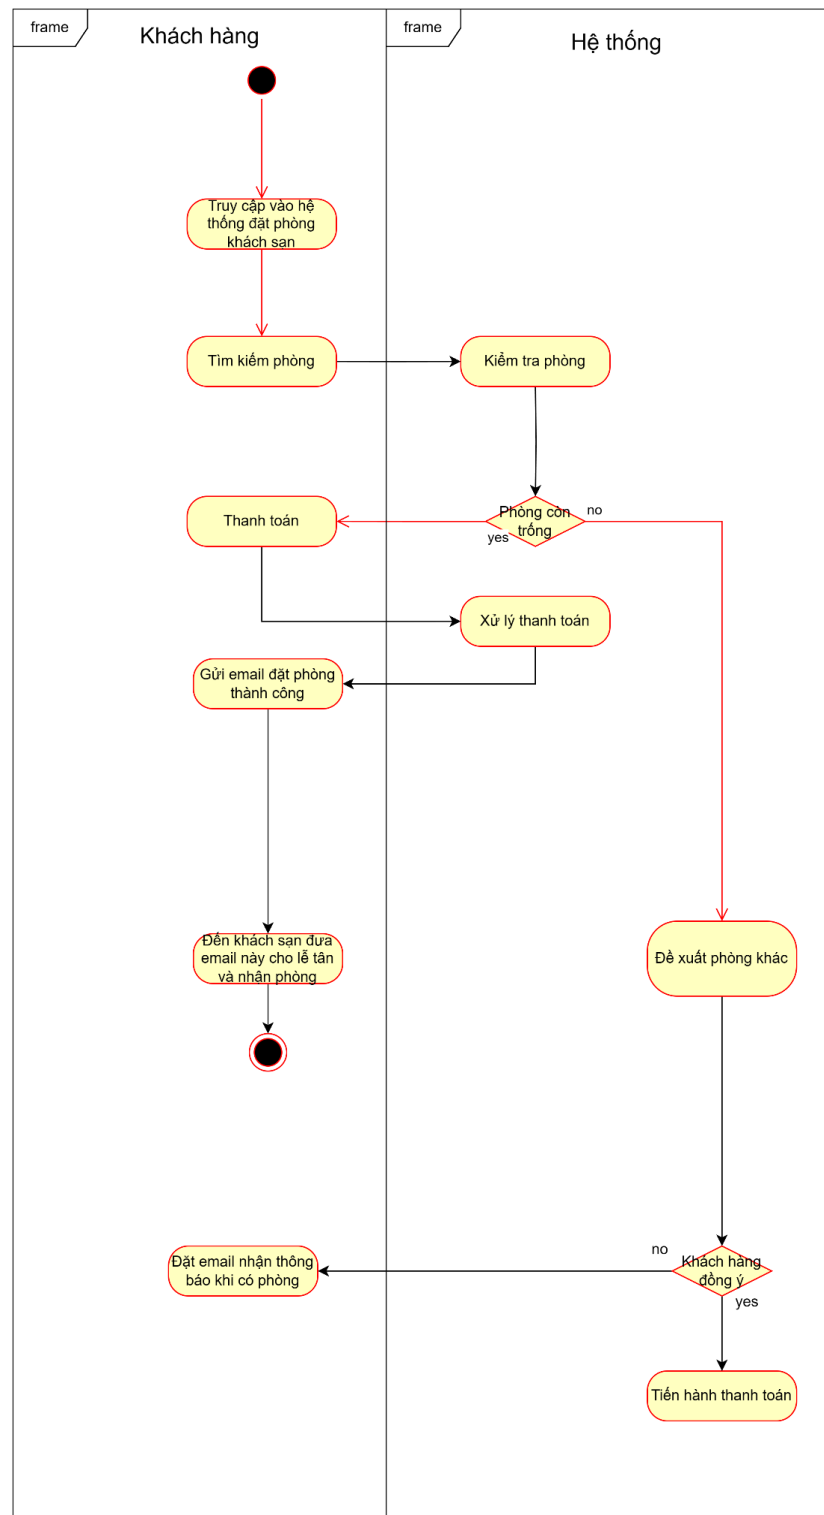 frame
Khách hàng
frame
Hệ thống
Truy cập vào hệ
thống đặt phòng
khách sạn
Tìm kiếm phòng
Kiểm tra phòng
Thanh toán
Phòng còn
trống
yes
no
Xử lý thanh toán
Gửi email đặt phòng
thành công
Đến khách sạn đưa
email này cho lễ tân
và nhận phòng
Đề xuất phòng khác
Đặt email nhận thông
báo khi có phòng
no
Khách hàng
đồng ý
yes
Tiến hành thanh toán